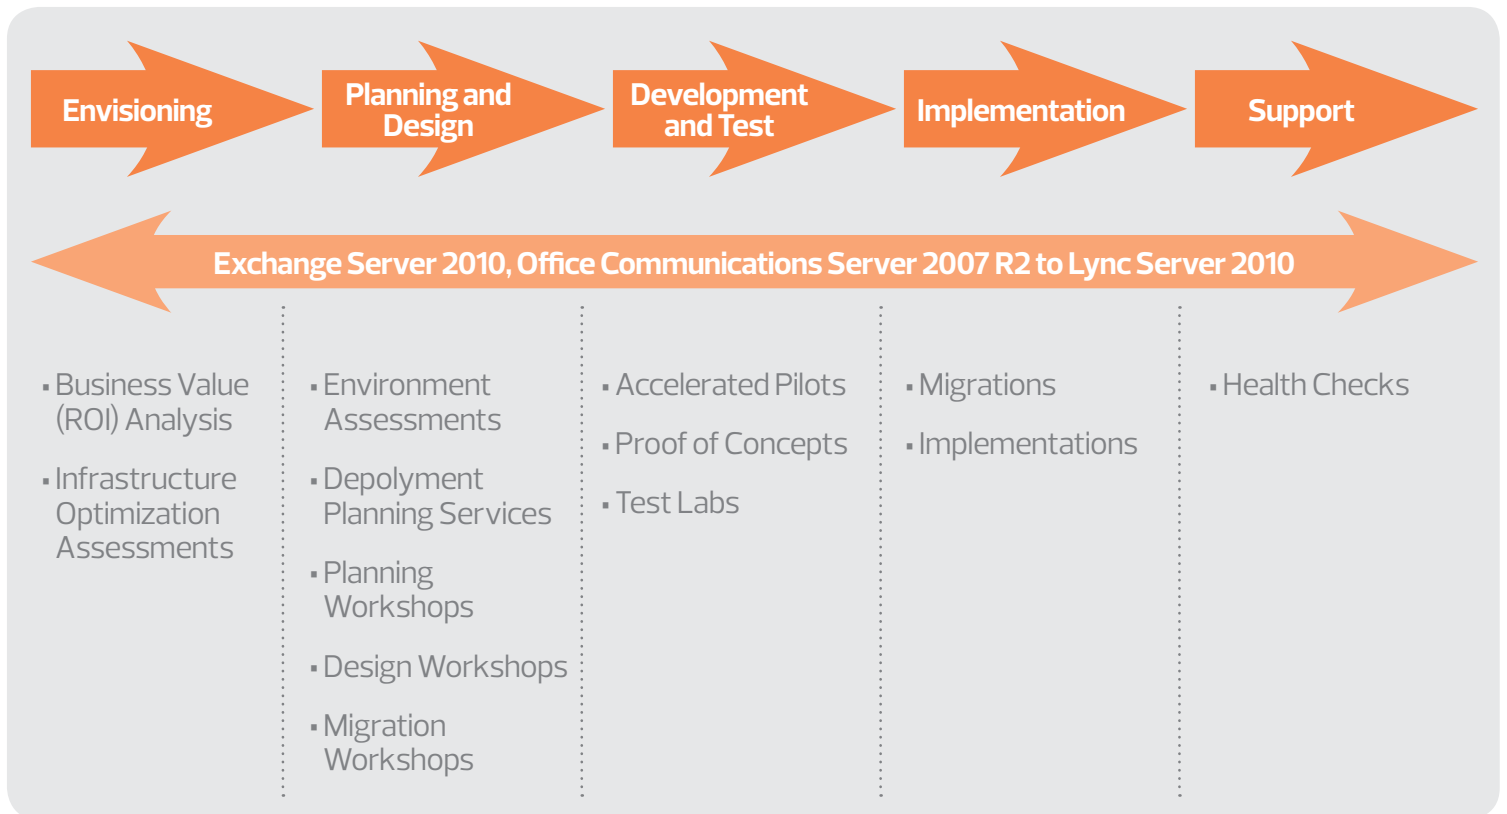 Envisioning
Planning and
Design
Development
and Test
Implementation
Support
Exchange Server 2010, Office Communications Server 2007 R2 to Lync Server 2010
▪ Business Value
(ROI) Analysis
▪ Infrastructure
Optimization
Assessments
▪ Environment
Assessments
▪ Depolyment
Planning Services
▪ Planning
Workshops
▪ Design Workshops
▪ Migration
Workshops
▪ Accelerated Pilots
▪ Proof of Concepts
▪ Test Labs
▪ Migrations
▪ Implementations
▪ Health Checks